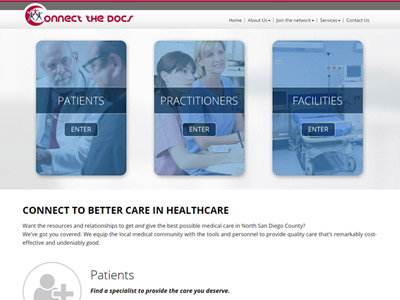 Connect the Docs
Home | About Us | Join the network | Services | Contact Us
PATIENTS
ENTER
PRACTITIONERS
ENTER
FACILITIES
ENTER
CONNECT TO BETTER CARE IN HEALTHCARE
Want the resources and relationships to get and give the best possible medical care in North San Diego County?
We've got you covered. We equip the local medical community with the tools and personnel to provide quality care that's remarkably cost-
effective and undeniably good.
Patients
Find a specialist to provide the care you deserve.